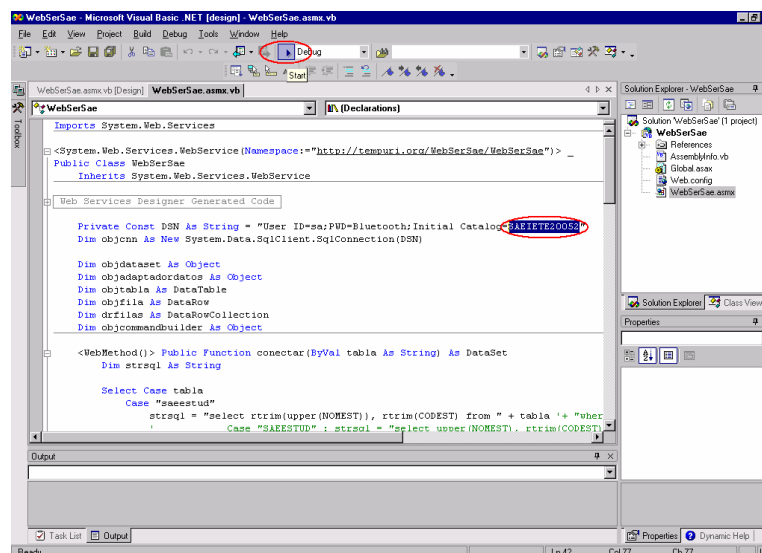 WebSerSae - Microsoft Visual Basic .NET [design] - WebSerSae.asmx.vb
File Edit View Project Build Debug Tools Window Help
Debug
Start
WebSerSae.asmx.vb [Design] WebSerSae.asmx.vb
WebSerSae (Declarations)
Toolbox
Imports System.Web.Services
<System.Web.Services.WebService(Namespace:="http://tempuri.org/WebSerSae/WebSerSae")> _
Public Class WebSerSae
Inherits System.Web.Services.WebService
Web Services Designer Generated Code
Private Const DSN As String = "User ID=sa;PWD=Bluetooth;Initial Catalog=SAEIETE20052"
Dim objcnn As New System.Data.SqlClient.SqlConnection(DSN)
Dim objdataset As Object
Dim objadaptadordatos As Object
Dim objtabla As DataTable
Dim objfila As DataRow
Dim drfilas As DataRowCollection
Dim objcommandbuilder As Object
<WebMethod()> Public Function conectar(ByVal tabla As String) As DataSet
Dim strsql As String
Select Case tabla
Case "saeestud"
strsql = "select rtrim(upper(NOMEST)), rtrim(CODEST) from " + tabla '+ "wher
' Case "SAEESTUD" : strsql = "select upper(NOMEST), rtrim(CODEST)
Solution Explorer - WebSerSae
Solution 'WebSerSae' (1 project)
WebSerSae
References
AssemblyInfo.vb
Global.asax
Web.config
WebSerSae.asmx
Solution Explorer Class View
Properties
Output
Task List Output
Properties Dynamic Help
Ready Ln 42 Col 77 Ch 77